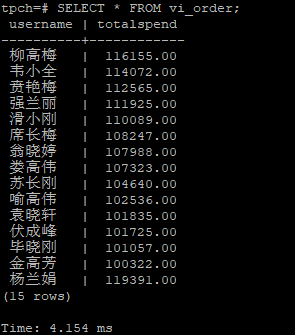 tpch=# SELECT * FROM vi_order;
username | totalspend
----------+------------
柳高梅 | 116155.00
韦小全 | 114072.00
贲艳梅 | 112565.00
强兰丽 | 111925.00
滑小刚 | 110089.00
席长梅 | 108247.00
翁晓婷 | 107988.00
娄高伟 | 107323.00
苏长刚 | 104640.00
喻高伟 | 102536.00
袁晓轩 | 101835.00
伏成峰 | 101725.00
毕晓刚 | 101057.00
金高芳 | 100322.00
杨兰娟 | 119391.00
(15 rows)
Time: 4.154 ms